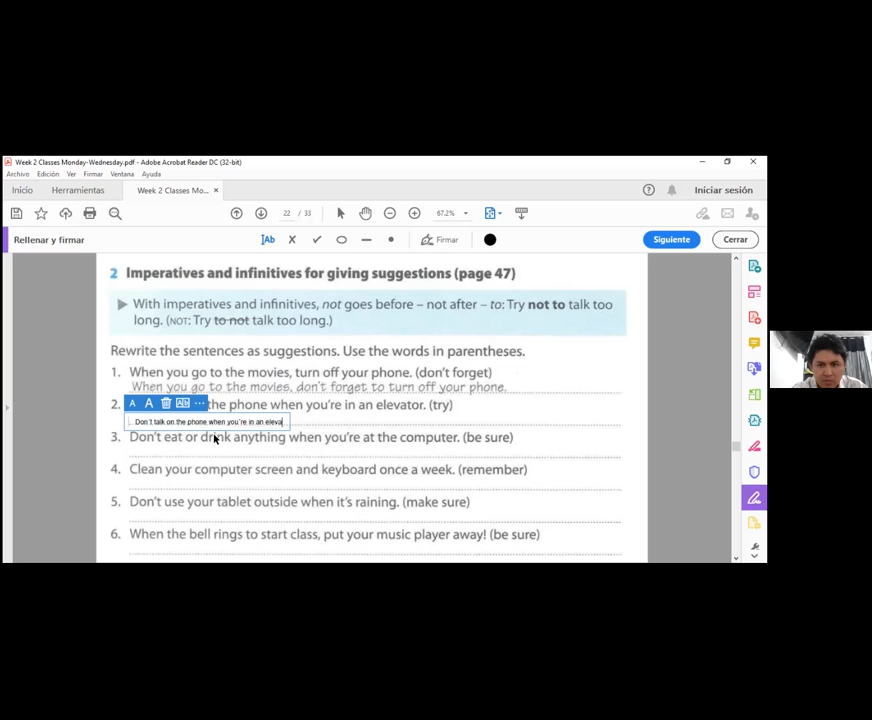 Week 2 Classes Monday-Wednesday.pdf - Adobe Acrobat Reader DC (32-bit)
Archivo Edición Ver Firmar Ventana Ayuda
Inicio Herramientas Week 2 Classes Mo... Iniciar sesión
22 / 33 67.2%
Rellenar y firmar Ab Firmar Siguiente Cerrar
2 Imperatives and infinitives for giving suggestions (page 47)
With imperatives and infinitives, not goes before – not after – to: Try not to talk too
long. (NOT: Try to not talk too long.)
Rewrite the sentences as suggestions. Use the words in parentheses.
1. When you go to the movies, turn off your phone. (don't forget)
When you go to the movies, don't forget to turn off your phone.
A A
2. the phone when you're in an elevator. (try)
Don't talk on the phone when you're in an eleva
3. Don't eat or drink anything when you're at the computer. (be sure)
4. Clean your computer screen and keyboard once a week. (remember)
5. Don't use your tablet outside when it's raining. (make sure)
6. When the bell rings to start class, put your music player away! (be sure)